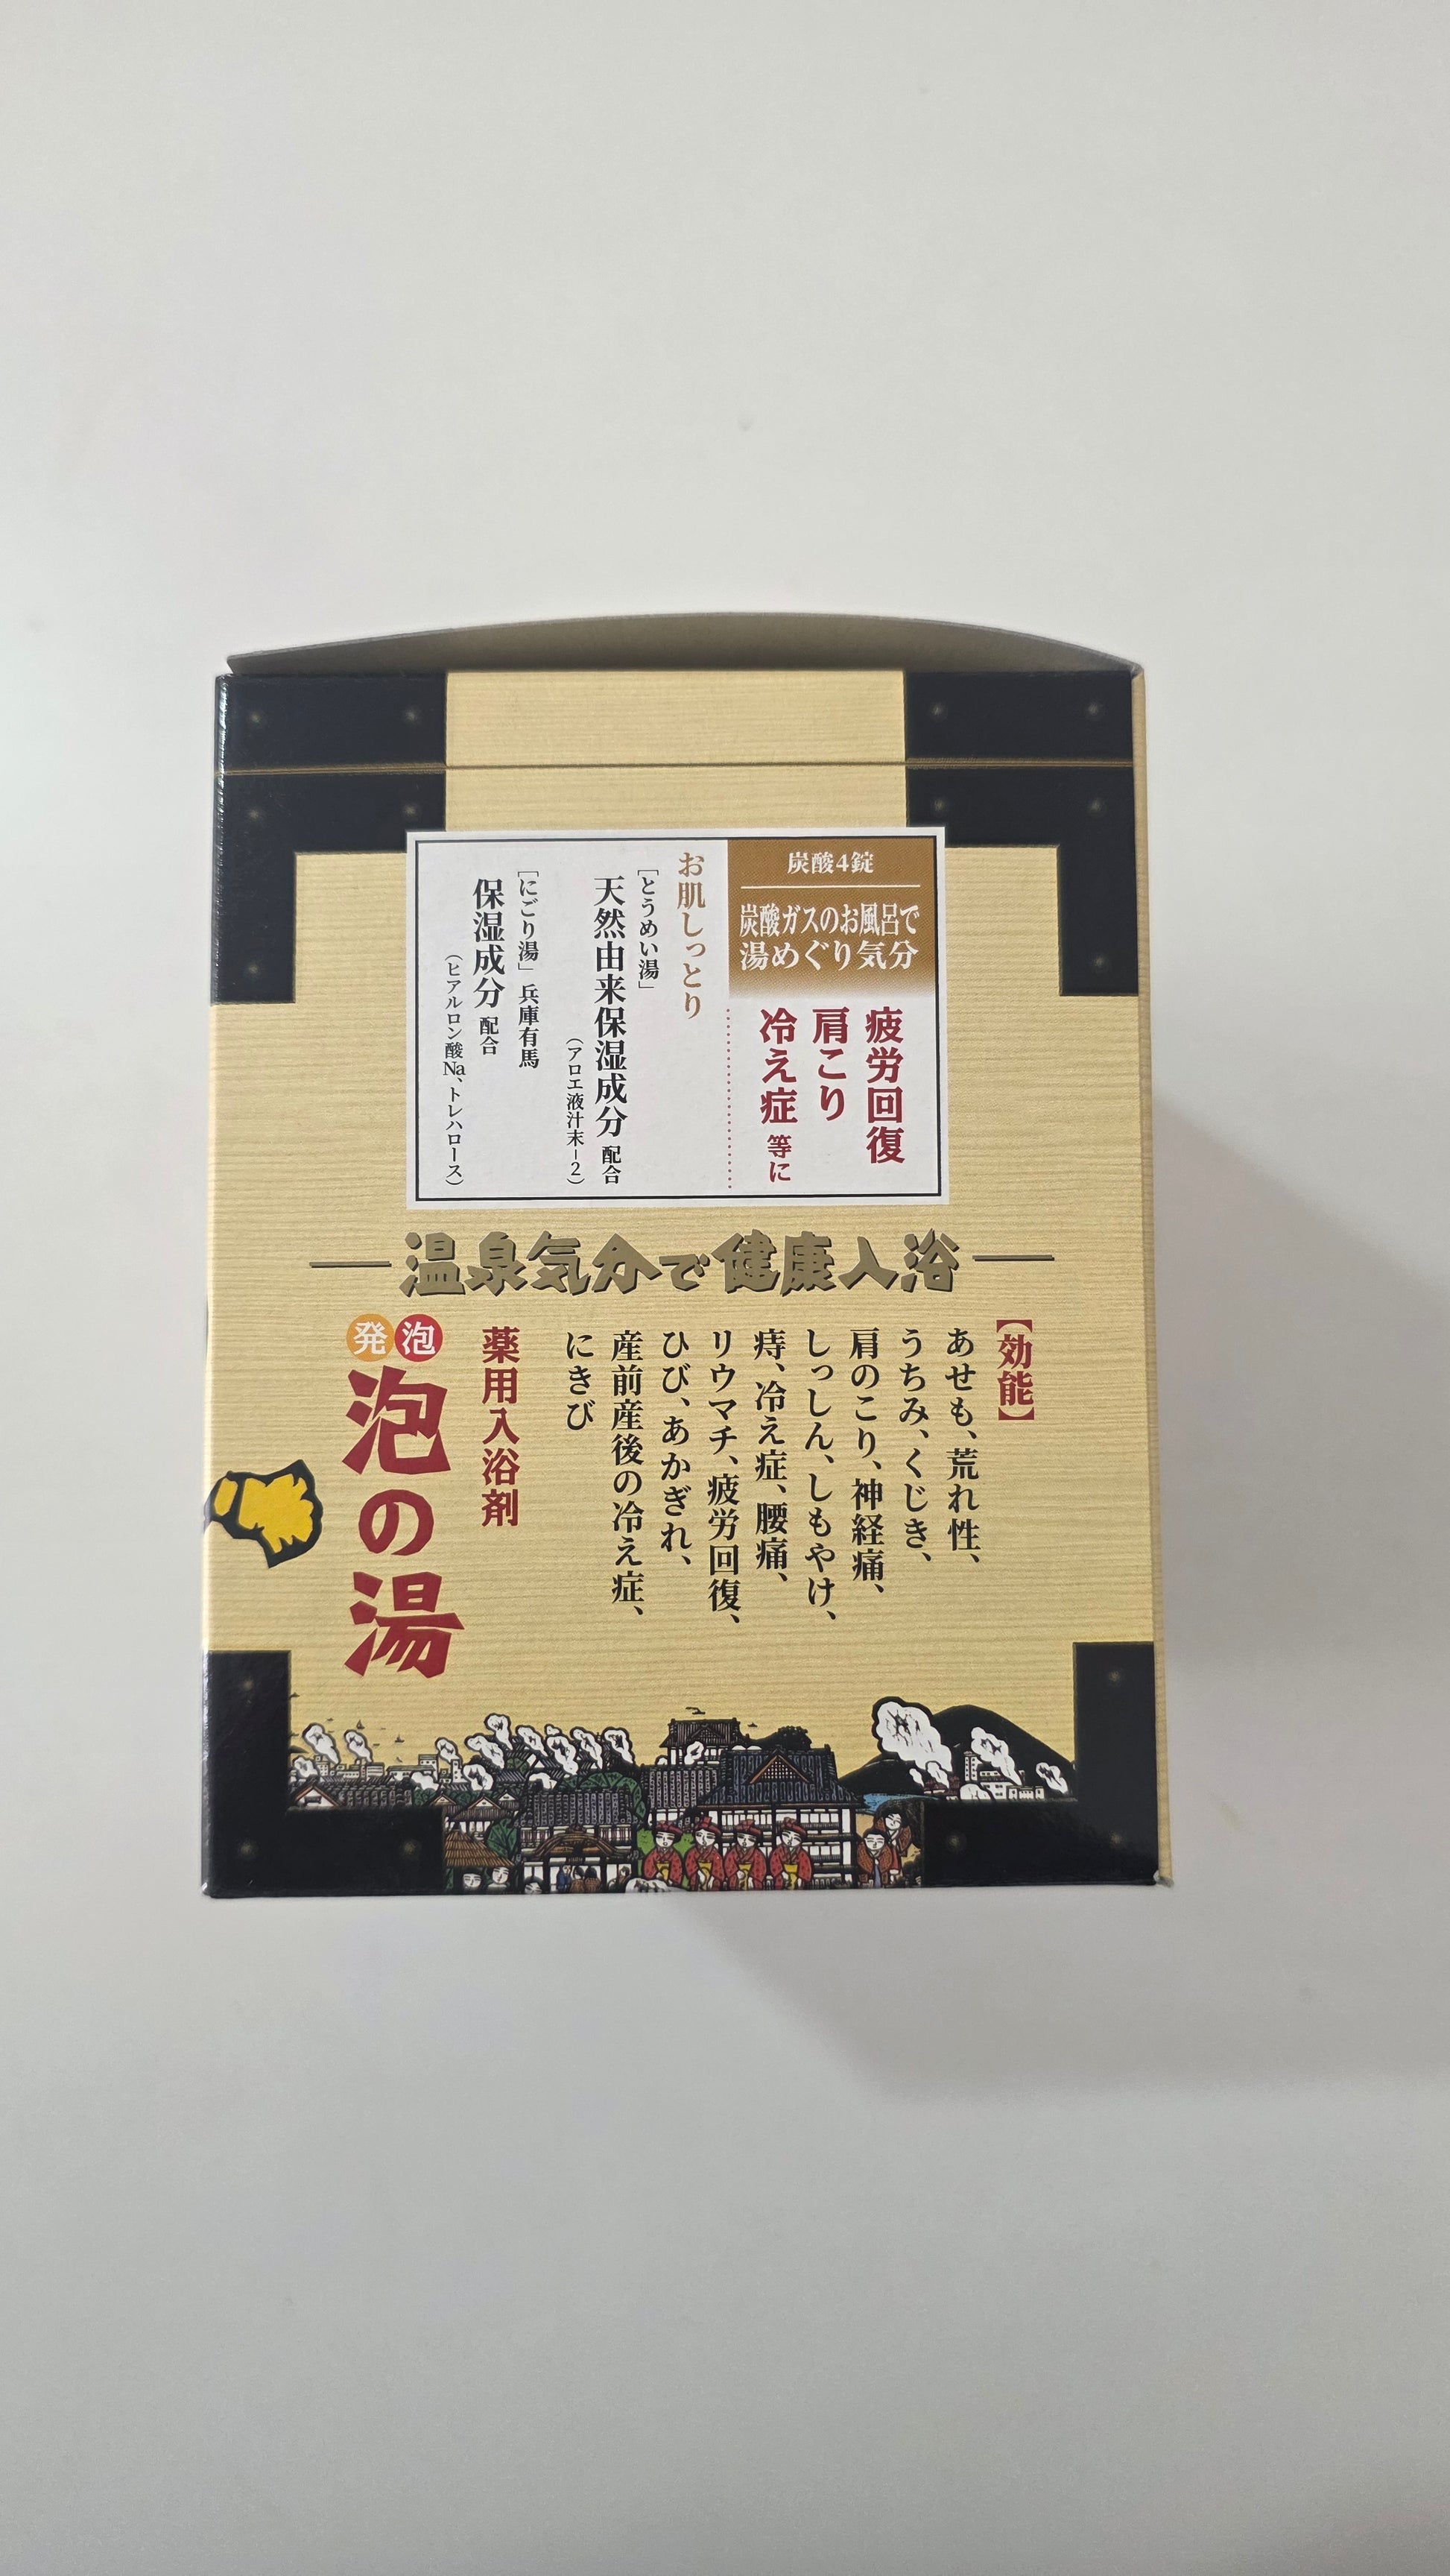 炭酸4錠
炭酸ガスのお風呂で
湯めぐり気分
疲労回復
肩こり
冷え症 等に
お肌しっとり
[とうめい湯]
天然由来保湿成分 配合
(アロエ液汁末-2)
[にごり湯] 兵庫有馬
保湿成分 配合
(ヒアルロン酸Na、トレハロース)
温泉気分で健康入浴
【効能】
あせも、荒れ性、
うちみ、くじき、
肩のこり、神経痛、
しっしん、しもやけ、
痔、冷え症、腰痛、
リウマチ、疲労回復、
ひび、あかぎれ、
産前産後の冷え症、
にきび
薬用入浴剤
発泡
泡の湯